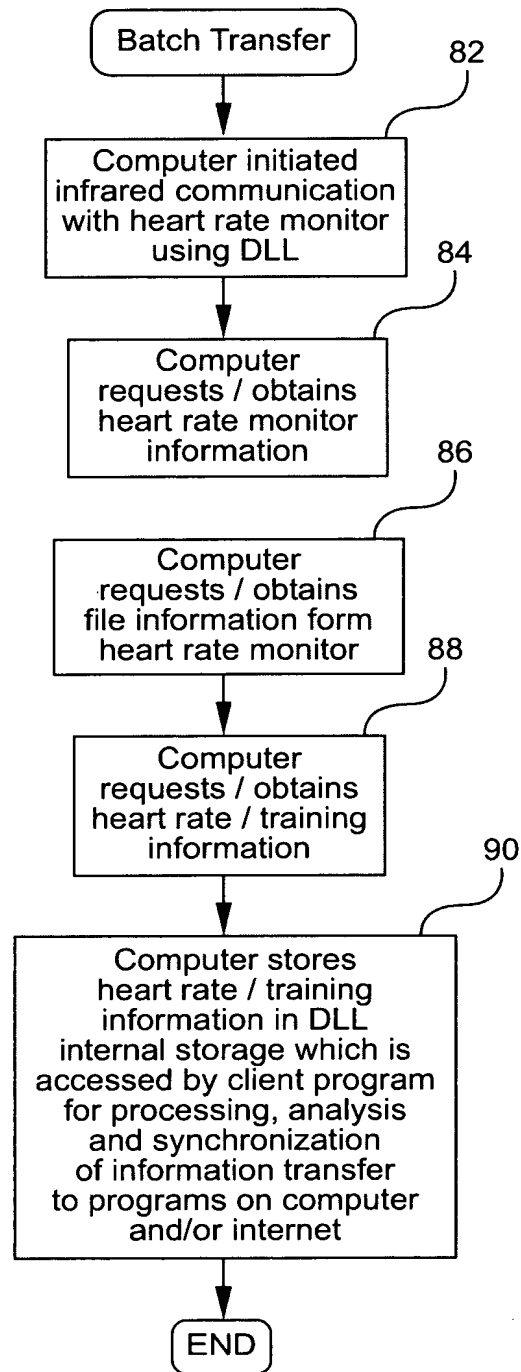 Batch Transfer
82
Computer initiated
infrared communication
with heart rate monitor
using DLL
84
Computer
requests / obtains
heart rate monitor
information
86
Computer
requests / obtains
file information form
heart rate monitor
88
Computer
requests / obtains
heart rate / training
information
90
Computer stores
heart rate / training
information in DLL
internal storage which is
accessed by client program
for processing, analysis
and synchronization
of information transfer
to programs on computer
and/or internet
END